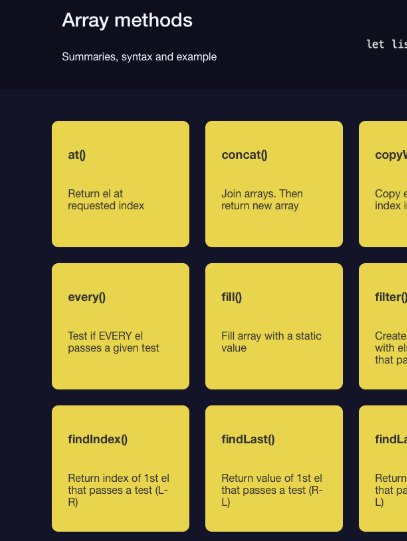 Array methods
Summaries, syntax and example
let lis
at()
Return el at
requested index
concat()
Join arrays. Then
return new array
copyW
Copy e
index i
every()
Test if EVERY el
passes a given test
fill()
Fill array with a static
value
filter()
Create
with els
that pa
findIndex()
Return index of 1st el
that passes a test (L-
R)
findLast()
Return value of 1st el
that passes a test (R-
L)
findLa
Return
that pa
L)